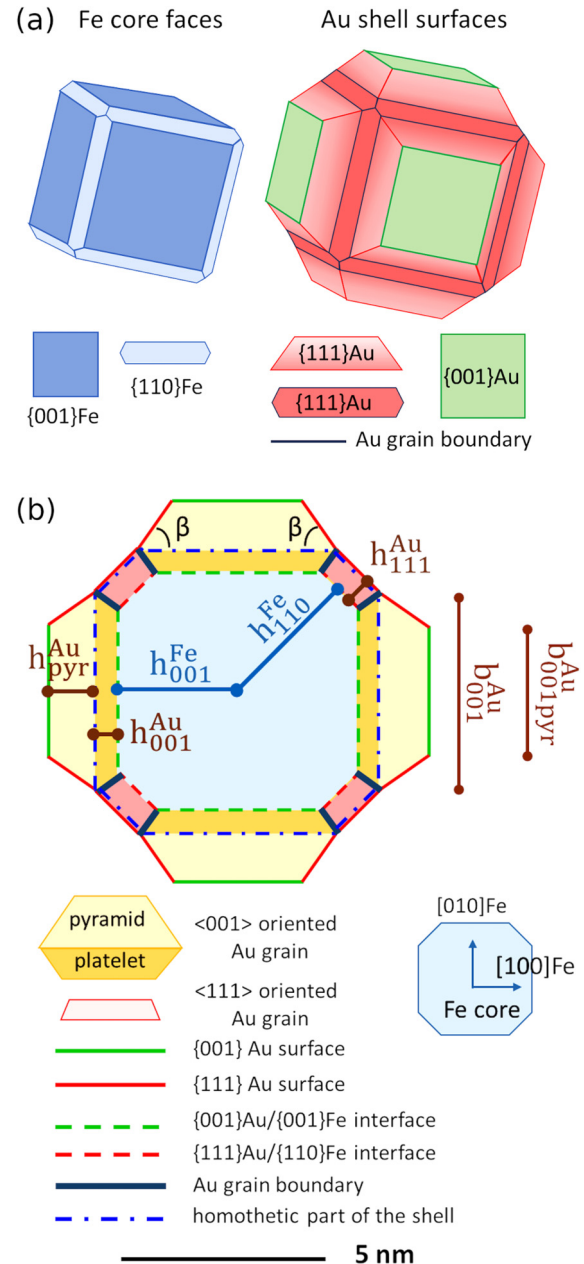 (a) Fe core faces Au shell surfaces
{001}Fe
{110}Fe
{111}Au
{111}Au
{001}Au
Au grain boundary
(b)
β β
h111Au
h110Fe
hpyrAu
h001Fe
h001Au
b001Au
b001pyrAu
pyramid
platelet
<001> oriented
Au grain
<111> oriented
Au grain
[010]Fe
[100]Fe
Fe core
{001} Au surface
{111} Au surface
{001}Au/{001}Fe interface
{111}Au/{110}Fe interface
Au grain boundary
homothetic part of the shell
5 nm